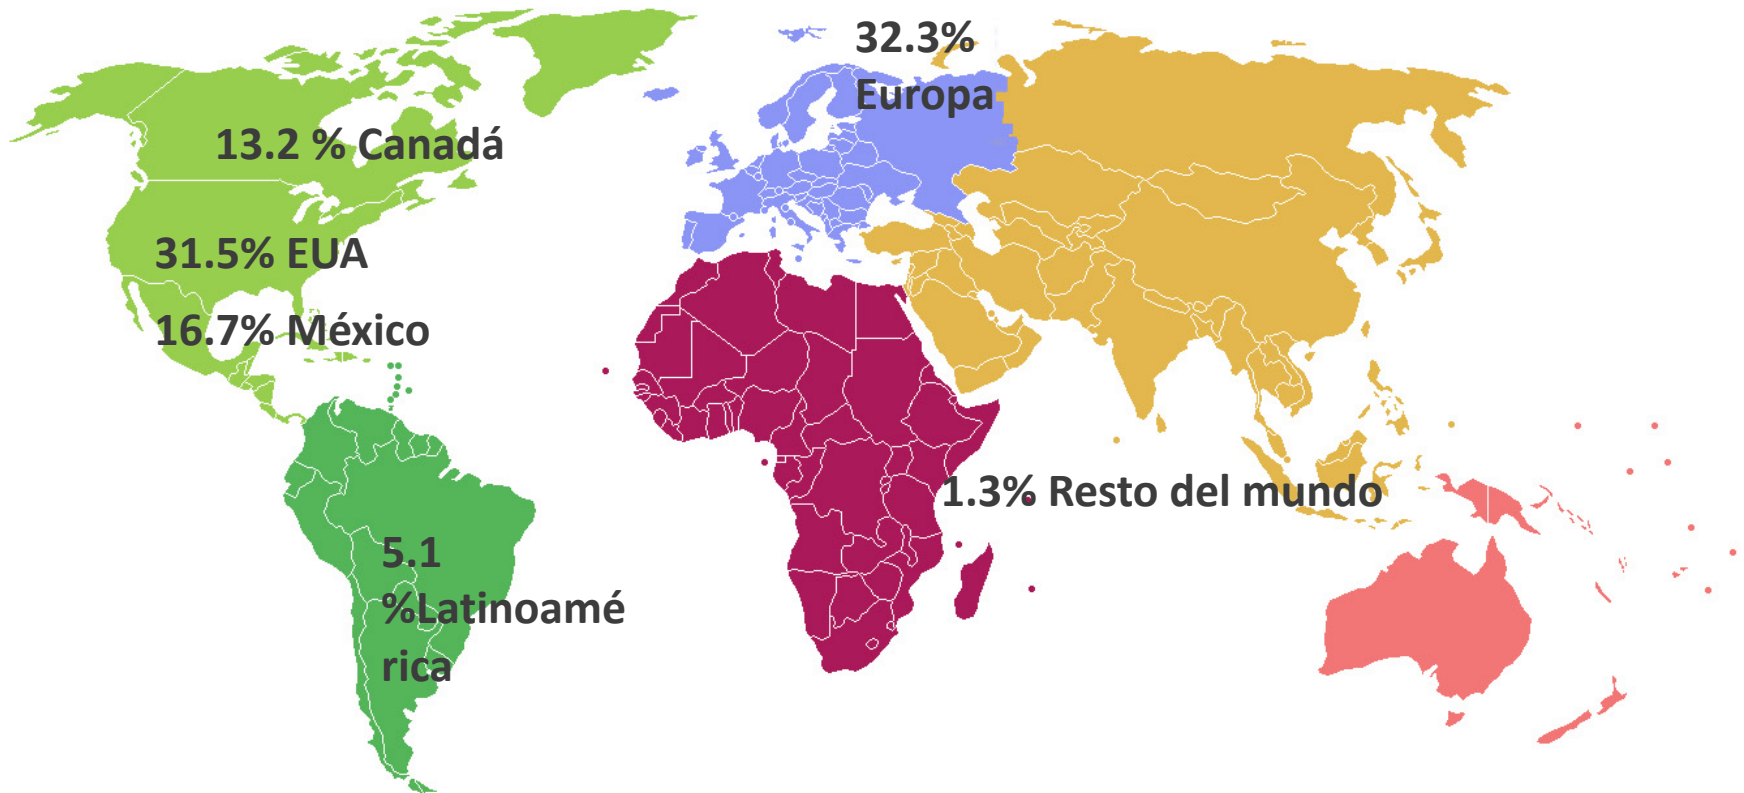 32.3%
Europa
13.2 % Canadá
31.5% EUA
16.7% México
1.3% Resto del mundo
5.1
%Latinoamé
rica